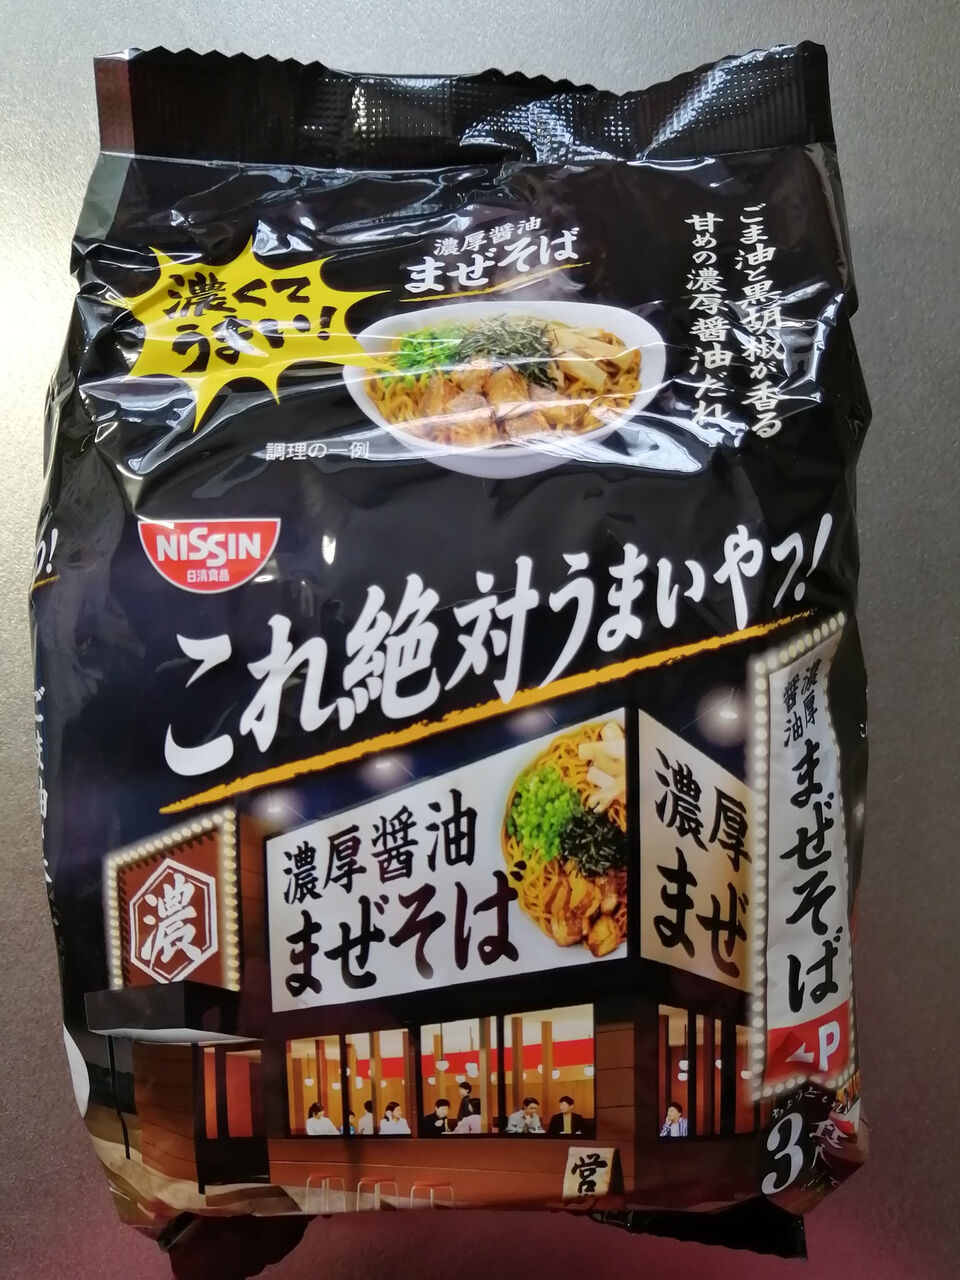 濃厚醤油
まぜそば
濃くて
うまい!
ごま油と黒胡椒が香る
甘めの濃厚醤油だれ
調理の一例
NISSIN
日清食品
これ絶対うまいやつ!
濃厚
醤油
まぜそば
濃厚醤油
まぜそば
濃厚
まぜ
濃
P
3食
営